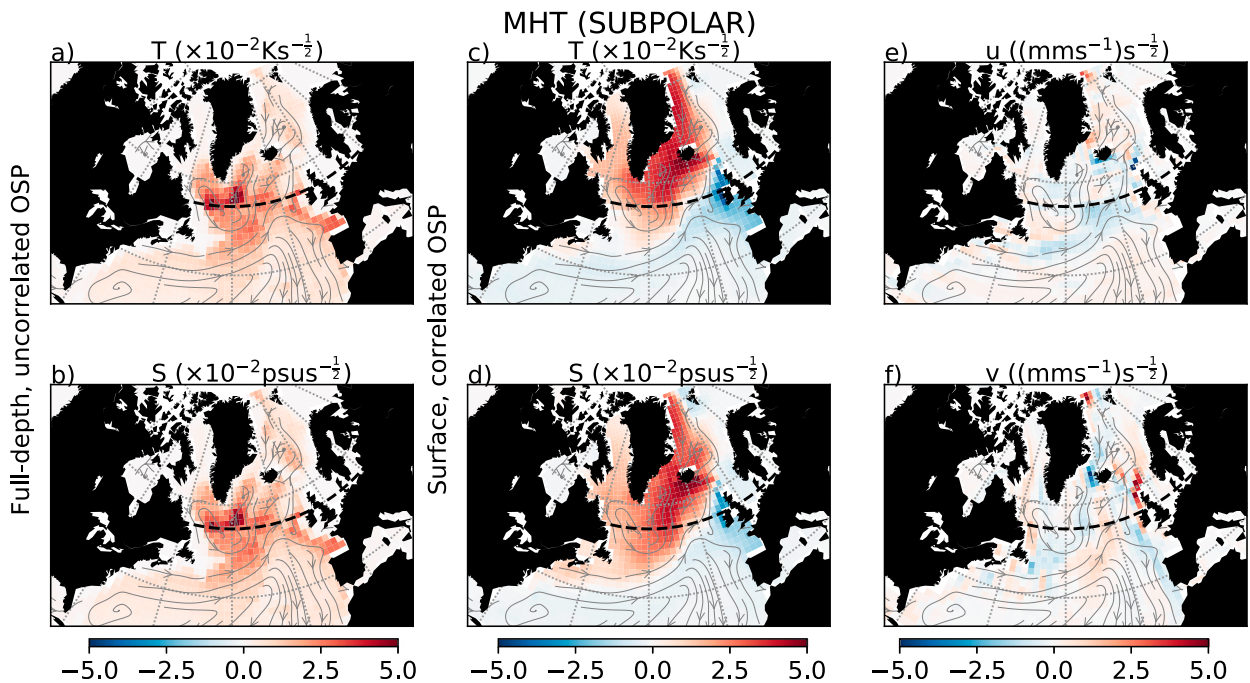 MHT (SUBPOLAR)
a) T (×10⁻²Ks^{-1/2})
c) T (×10⁻²Ks^{-1/2})
e) u ((mms⁻¹)s^{-1/2})
Full-depth, uncorrelated OSP
Surface, correlated OSP
b) S (×10⁻²psus^{-1/2})
d) S (×10⁻²psus^{-1/2})
f) v ((mms⁻¹)s^{-1/2})
−5.0 −2.5 0.0 2.5 5.0
−5.0 −2.5 0.0 2.5 5.0
−5.0 −2.5 0.0 2.5 5.0